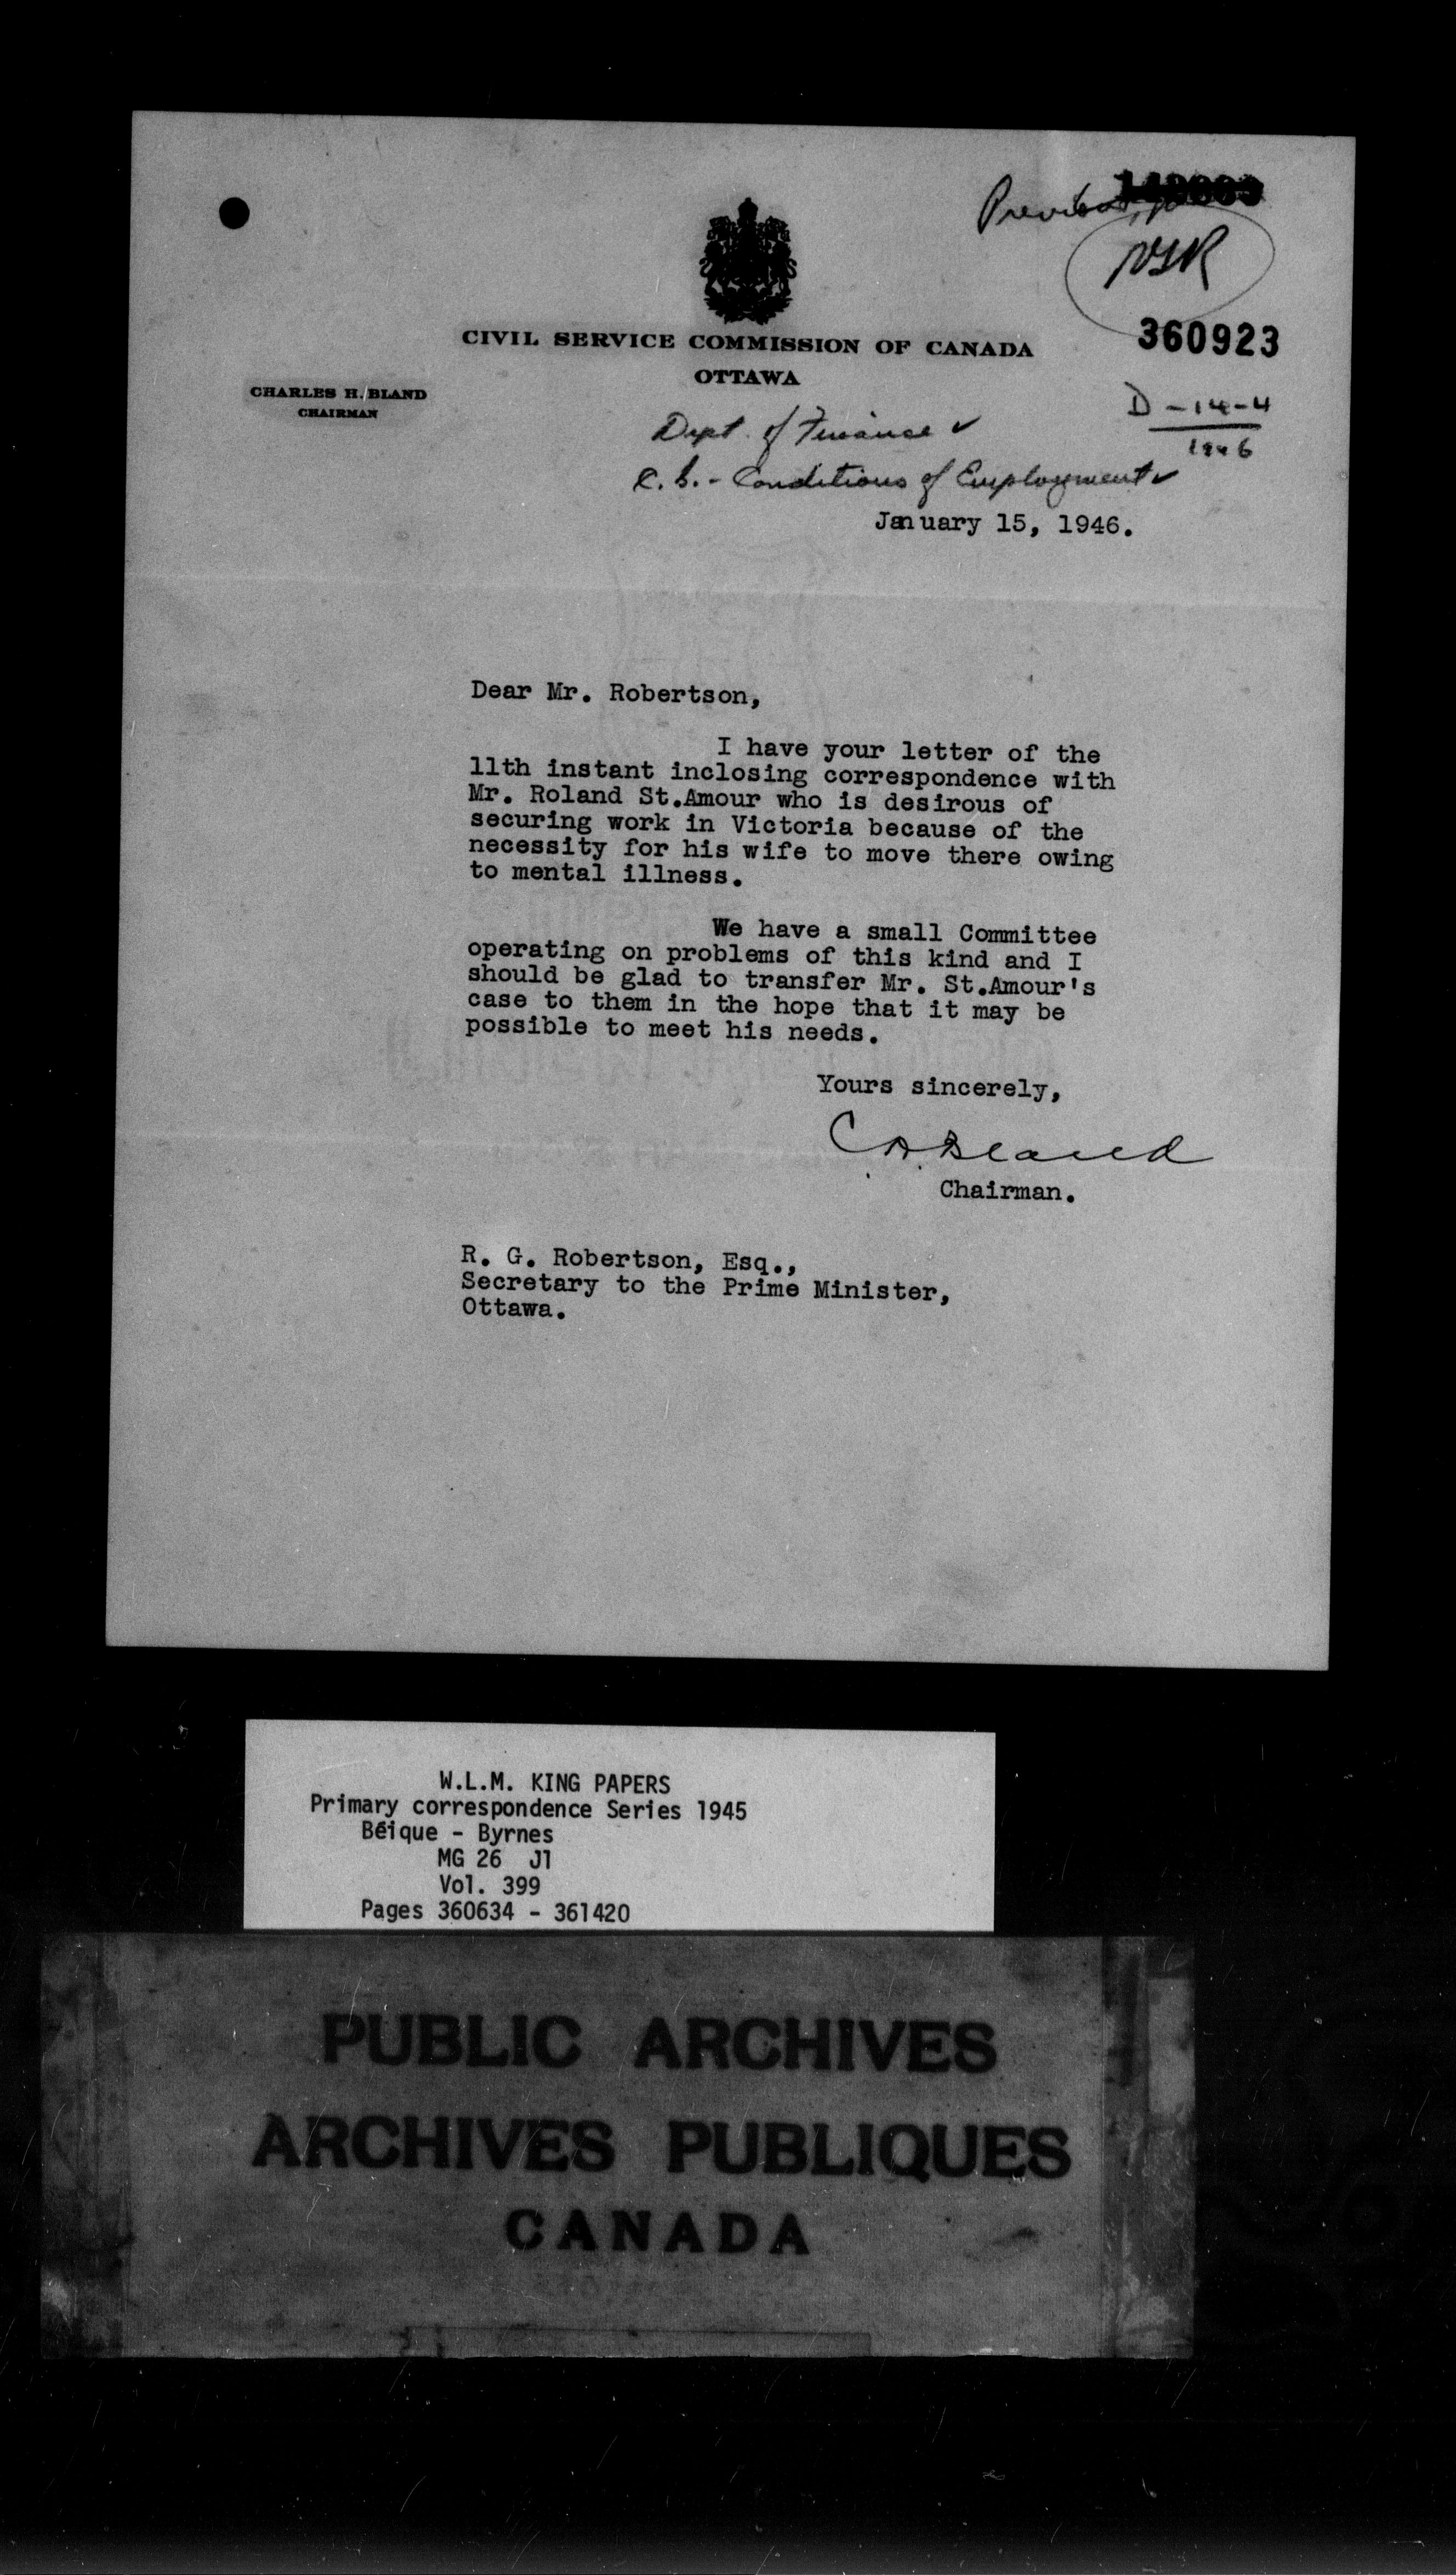 CIVIL SERVICE COMMISSION OF CANADA
OTTAWA
360923
CHARLES H. BLAND
CHAIRMAN
D-14-4
1946
Dept. of Finance ✓
C.S. - Conditions of Employment ✓
January 15, 1946.
Dear Mr. Robertson,
I have your letter of the
11th instant inclosing correspondence with
Mr. Roland St.Amour who is desirous of
securing work in Victoria because of the
necessity for his wife to move there owing
to mental illness.
We have a small Committee
operating on problems of this kind and I
should be glad to transfer Mr. St.Amour's
case to them in the hope that it may be
possible to meet his needs.
Yours sincerely,
C.H.Bland
Chairman.
R. G. Robertson, Esq.,
Secretary to the Prime Minister,
Ottawa.
W.L.M. KING PAPERS
Primary correspondence Series 1945
Béique - Byrnes
MG 26 J1
Vol. 399
Pages 360634 - 361420
PUBLIC ARCHIVES
ARCHIVES PUBLIQUES
CANADA